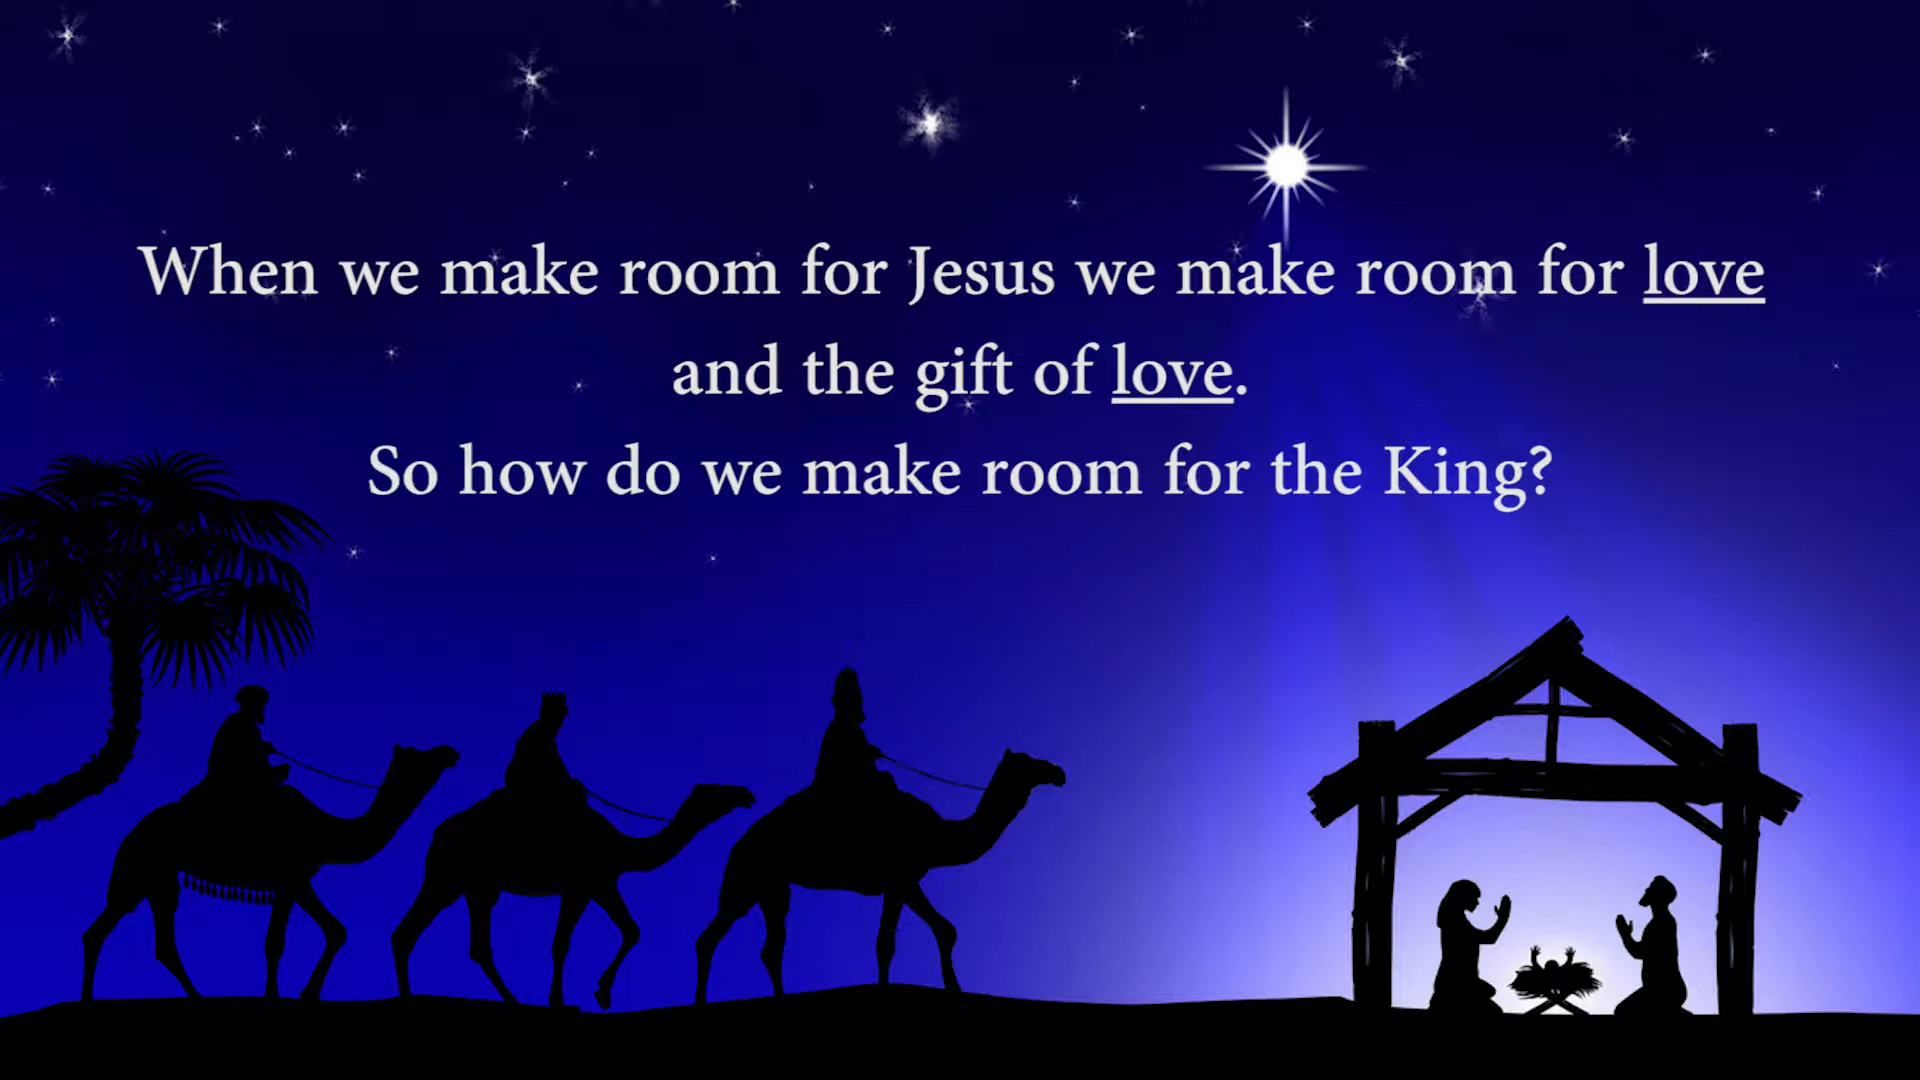 When we make room for Jesus we make room for love
and the gift of love.
So how do we make room for the King?